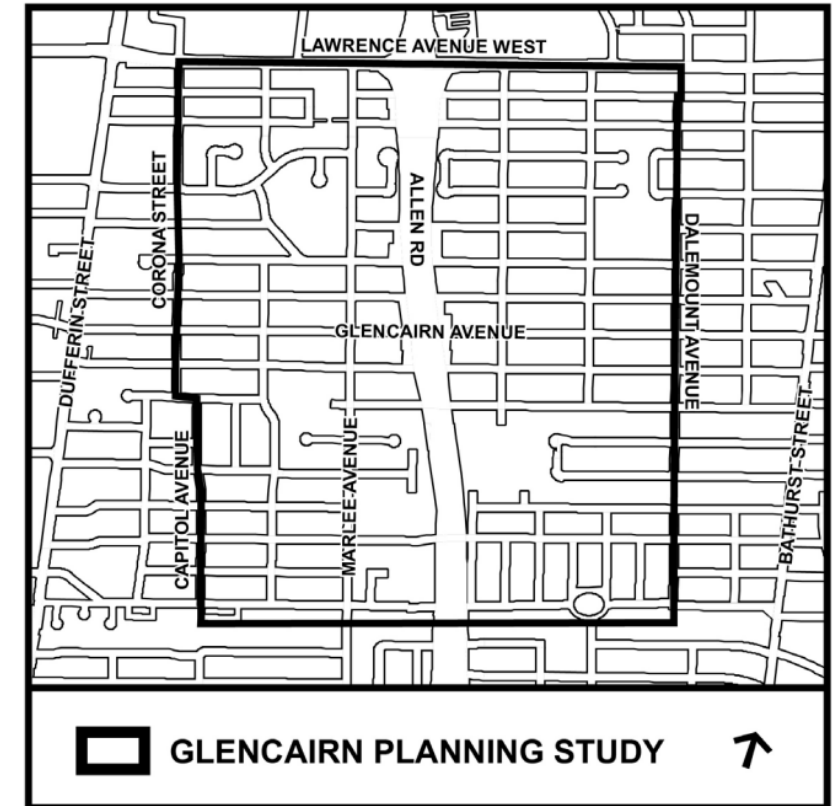 LAWRENCE AVENUE WEST
CORONA STREET
ALLEN RD
DUFFERIN STREET
DALEMOUNT AVENUE
GLENCAIRN AVENUE
CAPITOL AVENUE
MARLEE AVENUE
BATHURST STREET
GLENCAIRN PLANNING STUDY